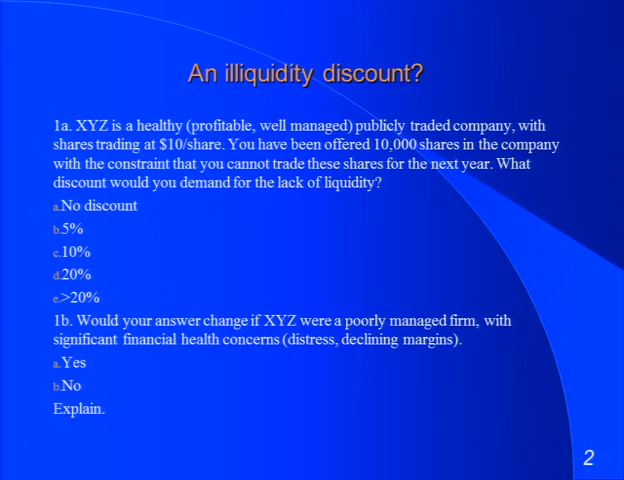 An illiquidity discount?
1a. XYZ is a healthy (profitable, well managed) publicly traded company, with
shares trading at $10/share. You have been offered 10,000 shares in the company
with the constraint that you cannot trade these shares for the next year. What
discount would you demand for the lack of liquidity?
a.No discount
b.5%
c.10%
d.20%
e.>20%
1b. Would your answer change if XYZ were a poorly managed firm, with
significant financial health concerns (distress, declining margins).
a.Yes
b.No
Explain.
2